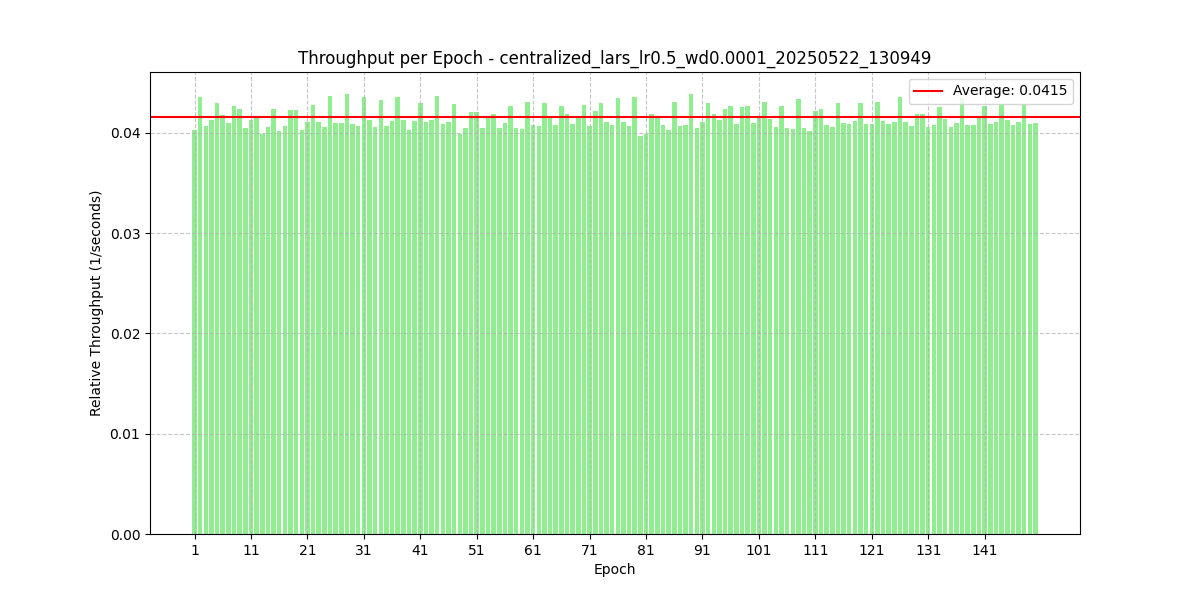 Throughput per Epoch - centralized_lars_lr0.5_wd0.0001_20250522_130949
Average: 0.0415
Relative Throughput (1/seconds)
0.04
0.03
0.02
0.01
0.00
1 11 21 31 41 51 61 71 81 91 101 111 121 131 141
Epoch